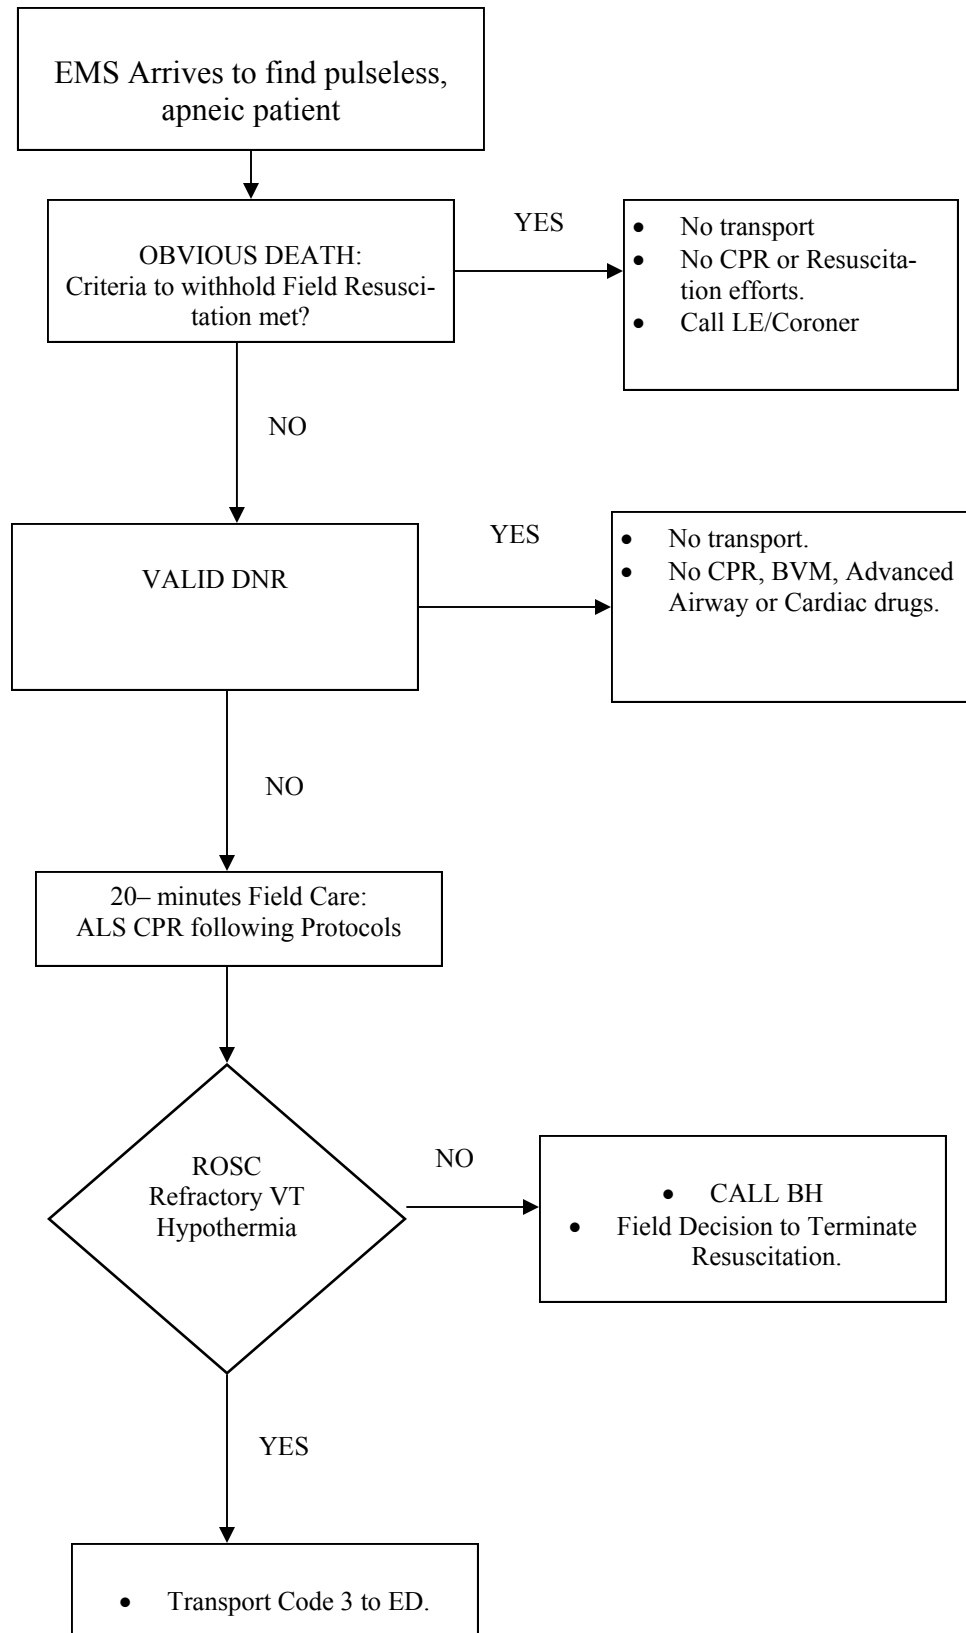 EMS Arrives to find pulseless,
apneic patient
OBVIOUS DEATH:
Criteria to withhold Field Resusci-
tation met?
YES
• No transport
• No CPR or Resuscita-
tion efforts.
• Call LE/Coroner
NO
VALID DNR
YES
• No transport.
• No CPR, BVM, Advanced
Airway or Cardiac drugs.
NO
20– minutes Field Care:
ALS CPR following Protocols
ROSC
Refractory VT
Hypothermia
NO
• CALL BH
• Field Decision to Terminate
Resuscitation.
YES
• Transport Code 3 to ED.